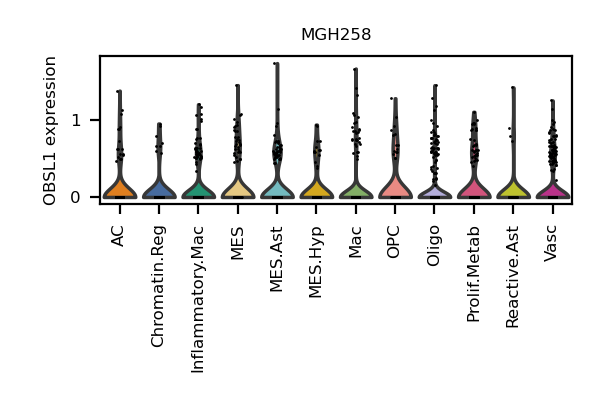 MGH258
OBSL1 expression
1
0
AC
Chromatin.Reg
Inflammatory.Mac
MES
MES.Ast
MES.Hyp
Mac
OPC
Oligo
Prolif.Metab
Reactive.Ast
Vasc